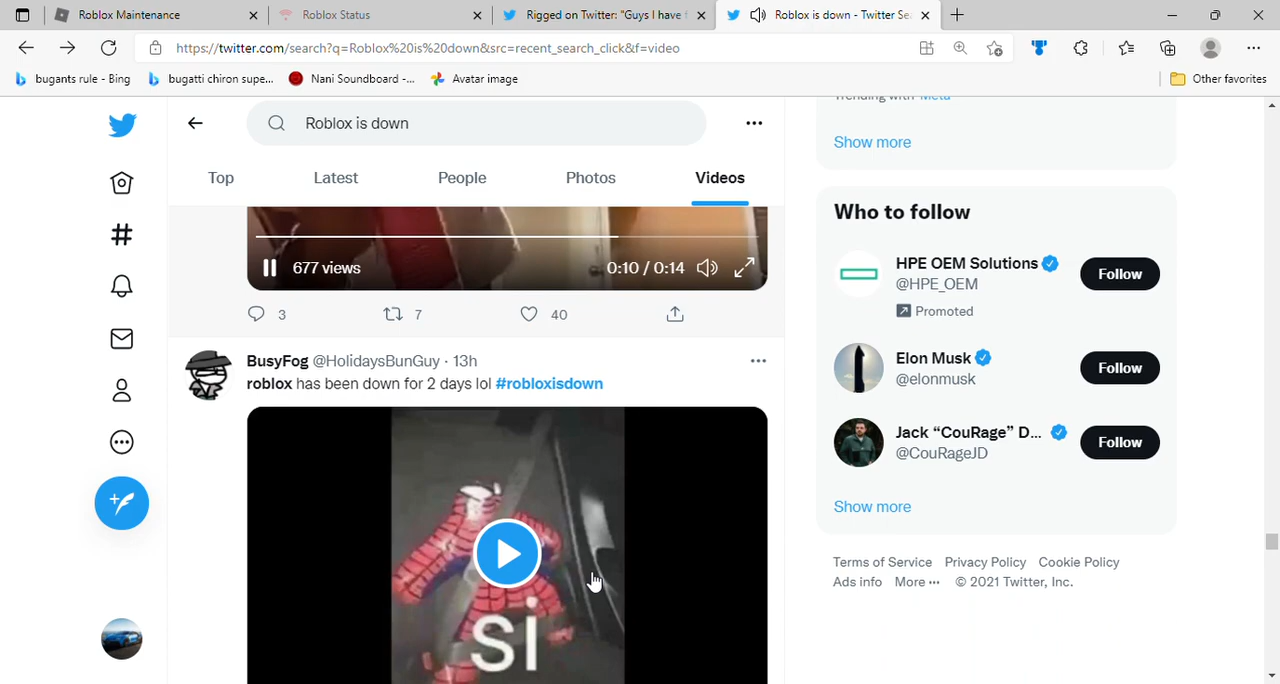 Roblox Maintenance
Roblox Status
Rigged on Twitter: "Guys I have f
Roblox is down - Twitter Sea
https://twitter.com/search?q=Roblox%20is%20down&src=recent_search_click&f=video
bugants rule - Bing
bugatti chiron supe...
Nani Soundboard -...
Avatar image
Other favorites
Roblox is down
Top
Latest
People
Photos
Videos
677 views
0:10 / 0:14
3
7
40
BusyFog @HolidaysBunGuy · 13h
roblox has been down for 2 days lol #robloxisdown
si
Trending with Meta
Show more
Who to follow
HPE OEM Solutions
@HPE_OEM
Promoted
Follow
Elon Musk
@elonmusk
Follow
Jack “CouRage” D...
@CouRageJD
Follow
Show more
Terms of Service Privacy Policy Cookie Policy
Ads info More ··· © 2021 Twitter, Inc.